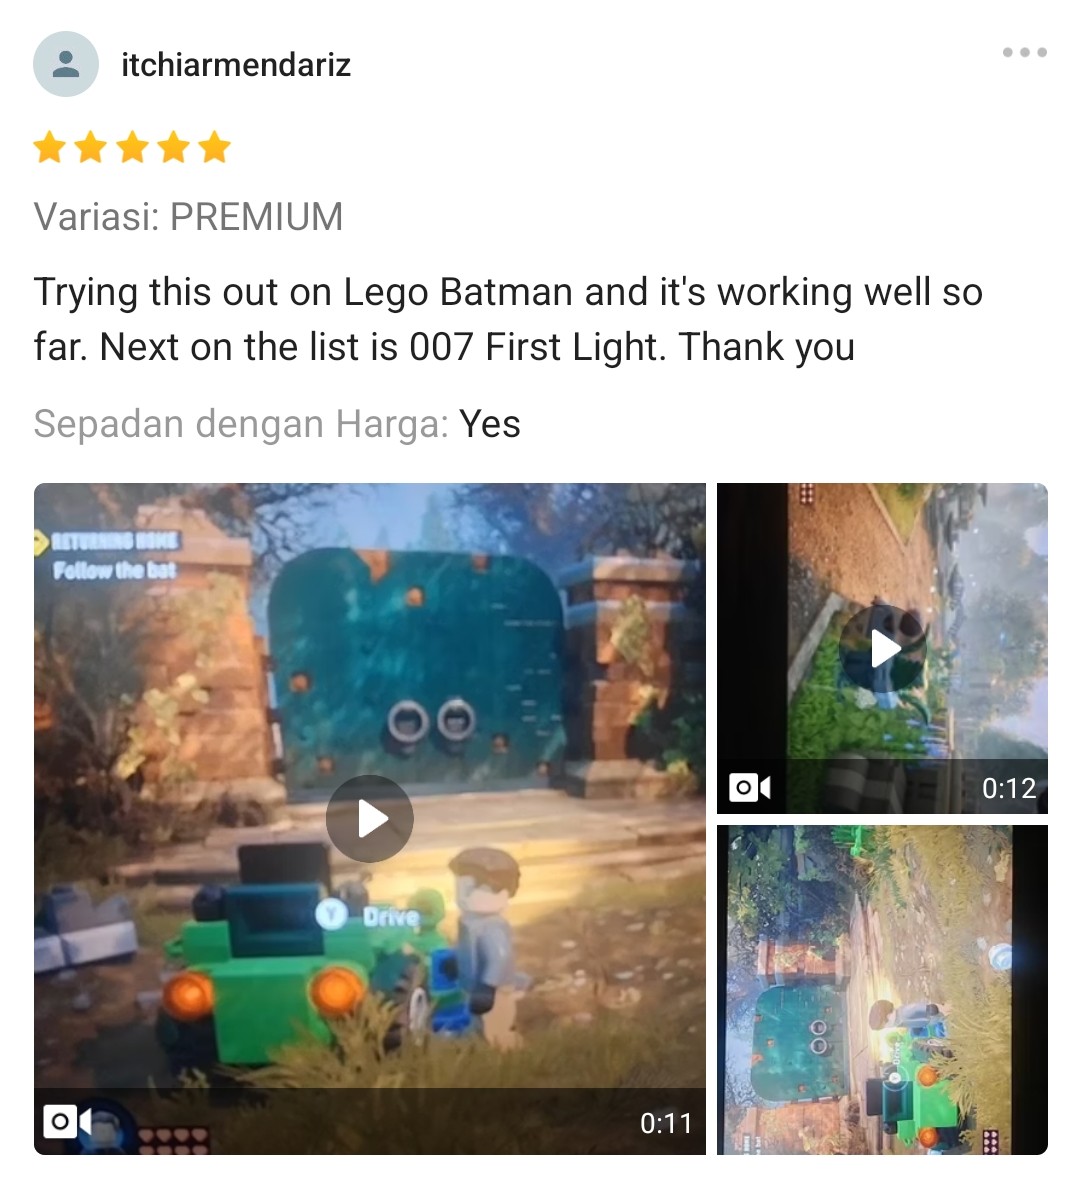 itchiarmendariz
Variasi: PREMIUM
Trying this out on Lego Batman and it's working well so
far. Next on the list is 007 First Light. Thank you
Sepadan dengan Harga: Yes
RETURNING HOME
Follow the bat
Y Drive
0:11
0:12
Drive